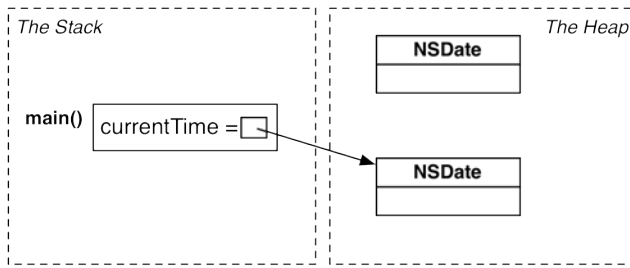 The Stack
The Heap
NSDate
main()
currentTime =
NSDate